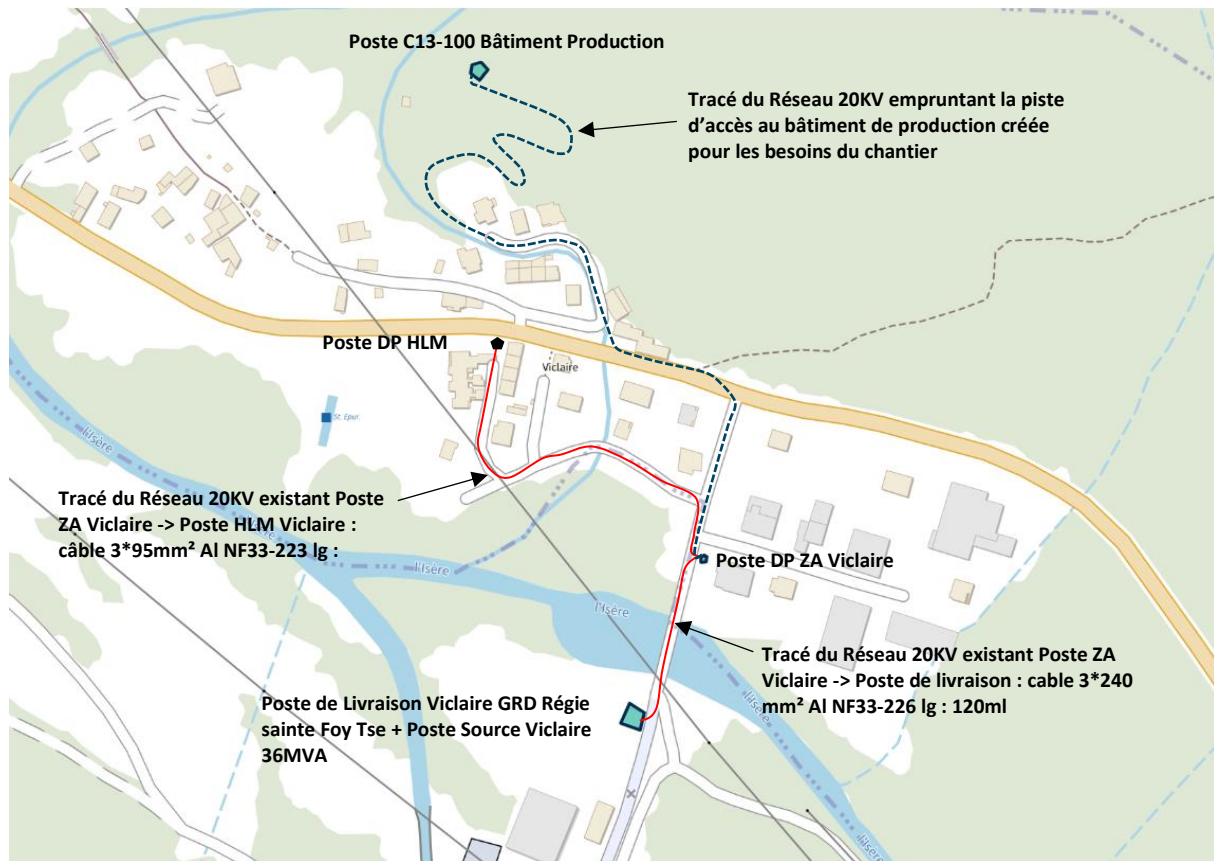 Poste C13-100 Bâtiment Production
Tracé du Réseau 20KV empruntant la piste
d’accès au bâtiment de production créée
pour les besoins du chantier
Poste DP HLM
Viclaire
St. Epur.
l'Isère
Tracé du Réseau 20KV existant Poste
ZA Viclaire -> Poste HLM Viclaire :
câble 3*95mm² Al NF33-223 lg :
Poste DP ZA Viclaire
l'Isère
l'Isère
l'Isère
Tracé du Réseau 20KV existant Poste ZA
Viclaire -> Poste de livraison : cable 3*240
mm² Al NF33-226 lg : 120ml
Poste de Livraison Viclaire GRD Régie
sainte Foy Tse + Poste Source Viclaire
36MVA
l'Isère